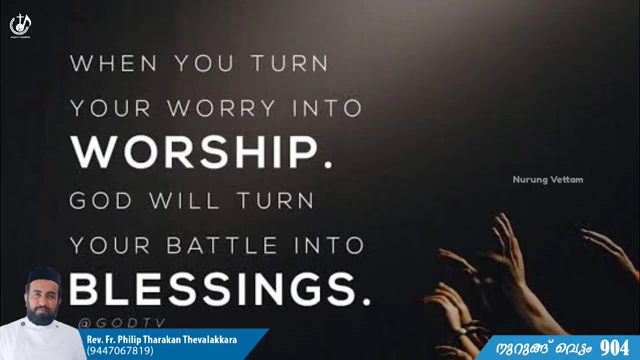 WHEN YOU TURN
YOUR WORRY INTO
WORSHIP.
GOD WILL TURN
YOUR BATTLE INTO
BLESSINGS.
@GODTV
Nurung Vettam
Rev. Fr. Philip Tharakan Thevalakkara
(9447067819)
നുറുങ്ങ് വെട്ടം 904